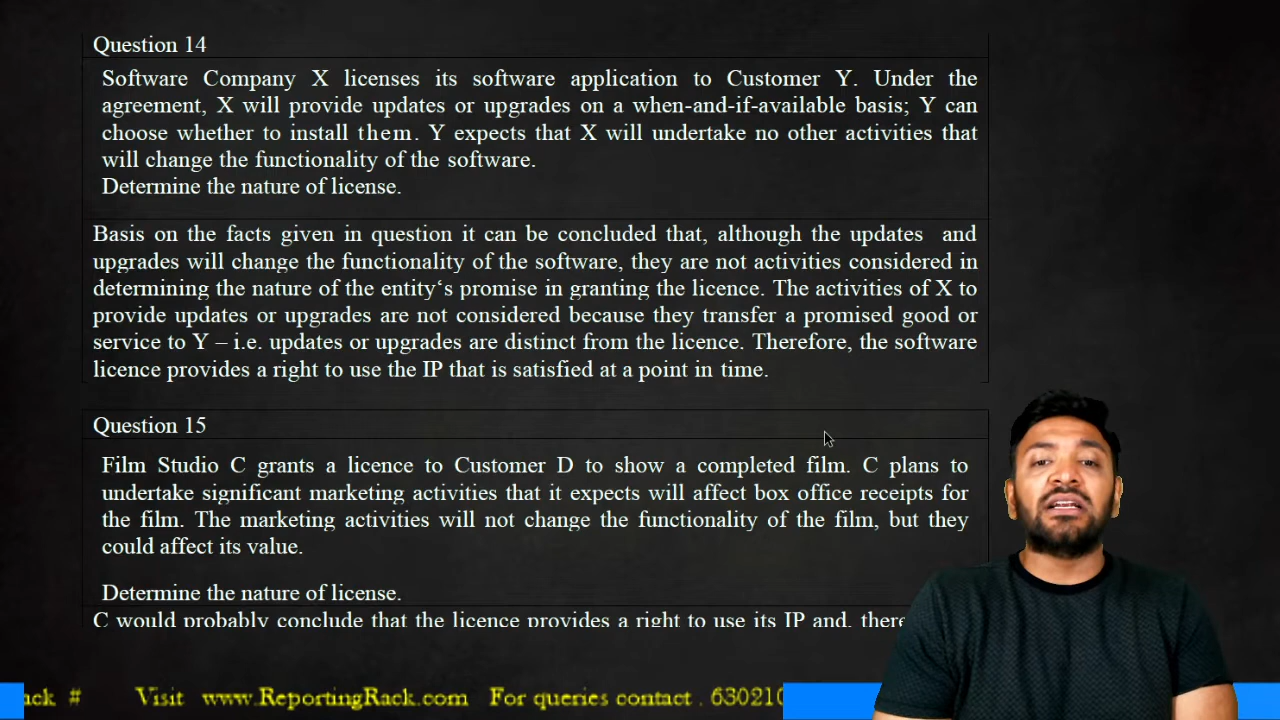 Question 14
Software Company X licenses its software application to Customer Y. Under the
agreement, X will provide updates or upgrades on a when-and-if-available basis; Y can
choose whether to install them. Y expects that X will undertake no other activities that
will change the functionality of the software.
Determine the nature of license.
Basis on the facts given in question it can be concluded that, although the updates and
upgrades will change the functionality of the software, they are not activities considered in
determining the nature of the entity‘s promise in granting the licence. The activities of X to
provide updates or upgrades are not considered because they transfer a promised good or
service to Y – i.e. updates or upgrades are distinct from the licence. Therefore, the software
licence provides a right to use the IP that is satisfied at a point in time.
Question 15
Film Studio C grants a licence to Customer D to show a completed film. C plans to
undertake significant marketing activities that it expects will affect box office receipts for
the film. The marketing activities will not change the functionality of the film, but they
could affect its value.
Determine the nature of license.
C would probably conclude that the licence provides a right to use its IP and, there
ack # Visit www.ReportingRack.com For queries contact . 630210